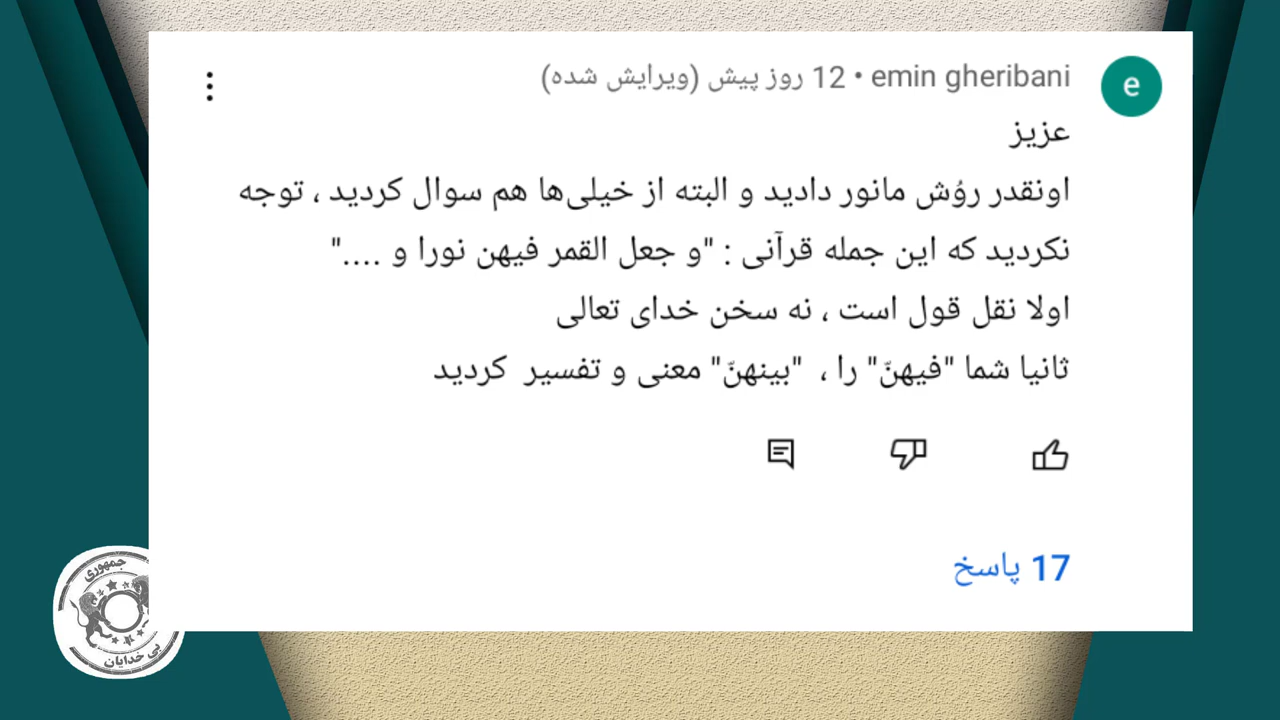 emin gheribani • 12 روز پیش (ویرایش شده)
e
عزیز
اونقدر رؤش مانور دادید و البته از خیلی‌ها هم سوال کردید ، توجه
نکردید که این جمله قرآنی : "و جعل القمر فیهن نورا و ...."
اولا نقل قول است ، نه سخن خدای تعالی
ثانیا شما "فیهنّ" را ، "بینهنّ" معنی و تفسیر کردید
17 پاسخ
جمهوری
بی خدایان